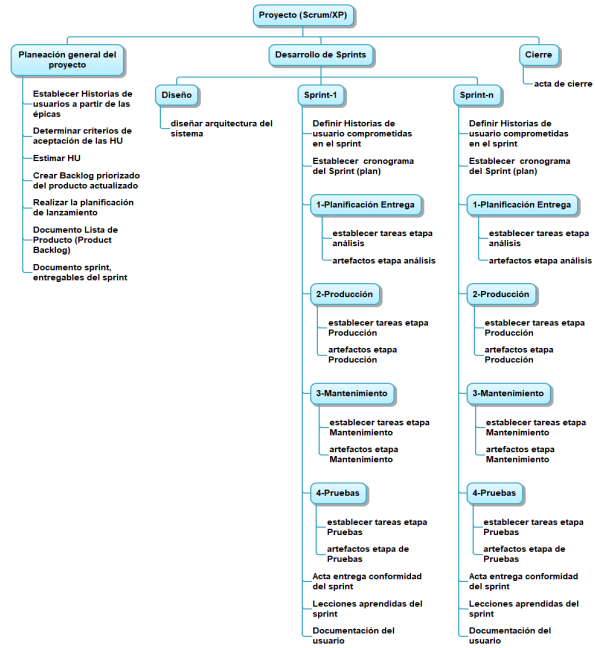 Proyecto (Scrum/XP)
Planeación general del
proyecto
Establecer Historias de
usuarios a partir de las
épicas
Determinar criterios de
aceptación de las HU
Estimar HU
Crear Backlog priorizado
del producto actualizado
Realizar la planificación
de lanzamiento
Documento Lista de
Producto (Product
Backlog)
Documento sprint,
entregables del sprint
Desarrollo de Sprints
Diseño
diseñar arquitectura del
sistema
Sprint-1
Definir Historias de
usuario comprometidas
en el sprint
Establecer cronograma
del Sprint (plan)
1-Planificación Entrega
establecer tareas etapa
análisis
artefactos etapa análisis
2-Producción
establecer tareas etapa
Producción
artefactos etapa
Producción
3-Mantenimiento
establecer tareas etapa
Mantenimiento
artefactos etapa
Mantenimiento
4-Pruebas
establecer tareas etapa
Pruebas
artefactos etapa de
Pruebas
Acta entrega conformidad
del sprint
Lecciones aprendidas del
sprint
Documentación del
usuario
Sprint-n
Definir Historias de
usuario comprometidas
en el sprint
Establecer cronograma
del Sprint (plan)
1-Planificación Entrega
establecer tareas etapa
análisis
artefactos etapa análisis
2-Producción
establecer tareas etapa
Producción
artefactos etapa
Producción
3-Mantenimiento
establecer tareas etapa
Mantenimiento
artefactos etapa
Mantenimiento
4-Pruebas
establecer tareas etapa
Pruebas
artefactos etapa de
Pruebas
Acta entrega conformidad
del sprint
Lecciones aprendidas del
sprint
Documentación del
usuario
Cierre
acta de cierre